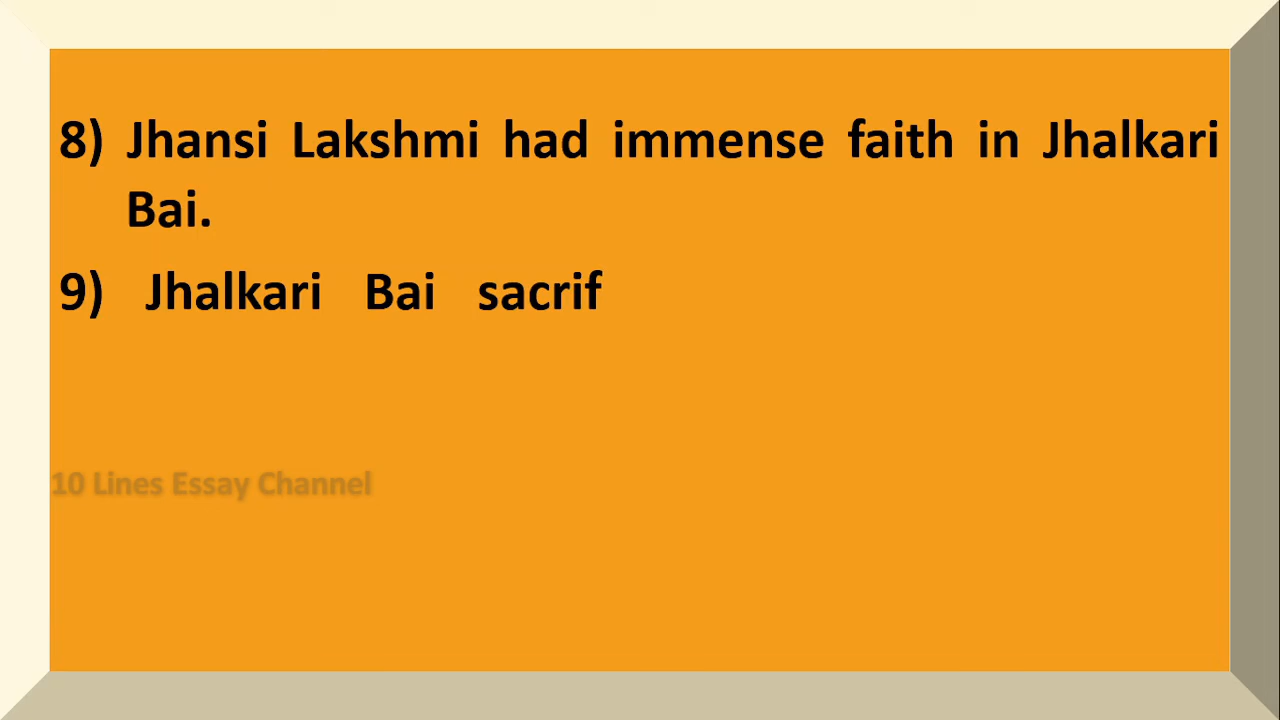 8) Jhansi Lakshmi had immense faith in Jhalkari
Bai.
9) Jhalkari Bai sacrif
10 Lines Essay Channel